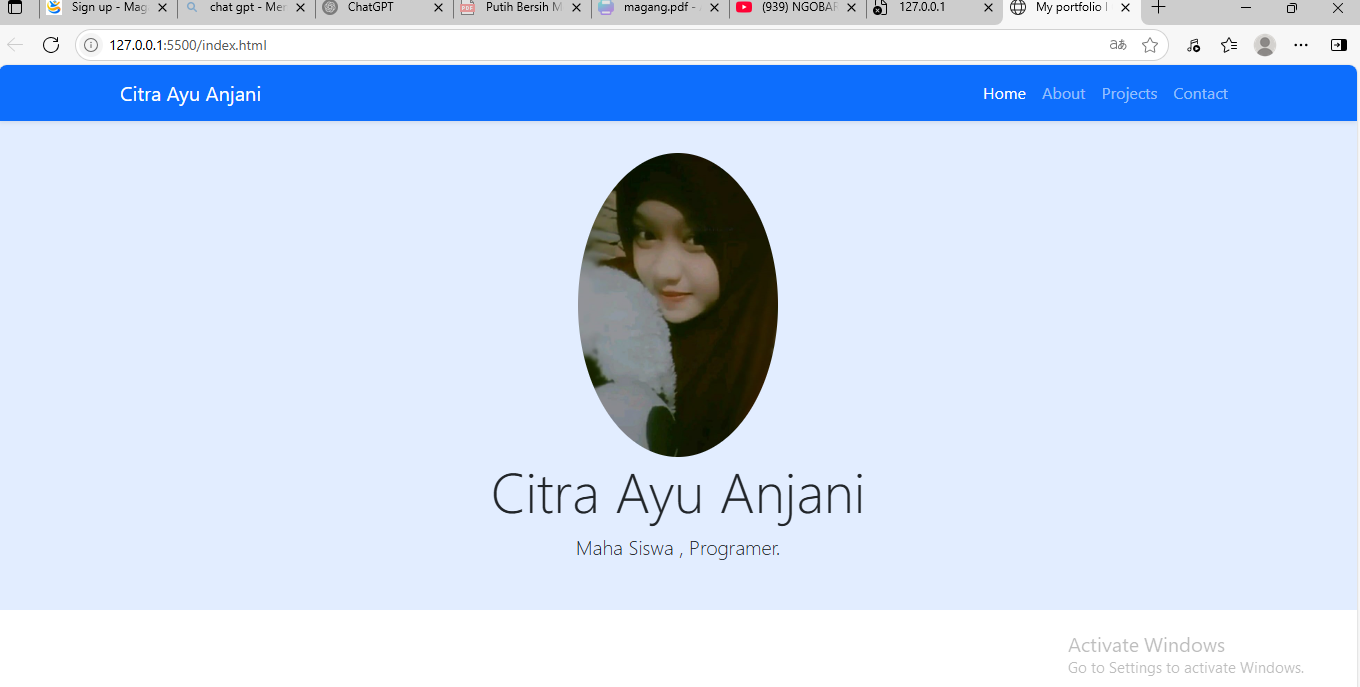 Sign up - Mag
chat gpt - Mer
ChatGPT
Putih Bersih M
magang.pdf -
(939) NGOBAR
127.0.0.1
My portfolio
127.0.0.1:5500/index.html
Citra Ayu Anjani
Home About Projects Contact
Citra Ayu Anjani
Maha Siswa , Programer.
Activate Windows
Go to Settings to activate Windows.